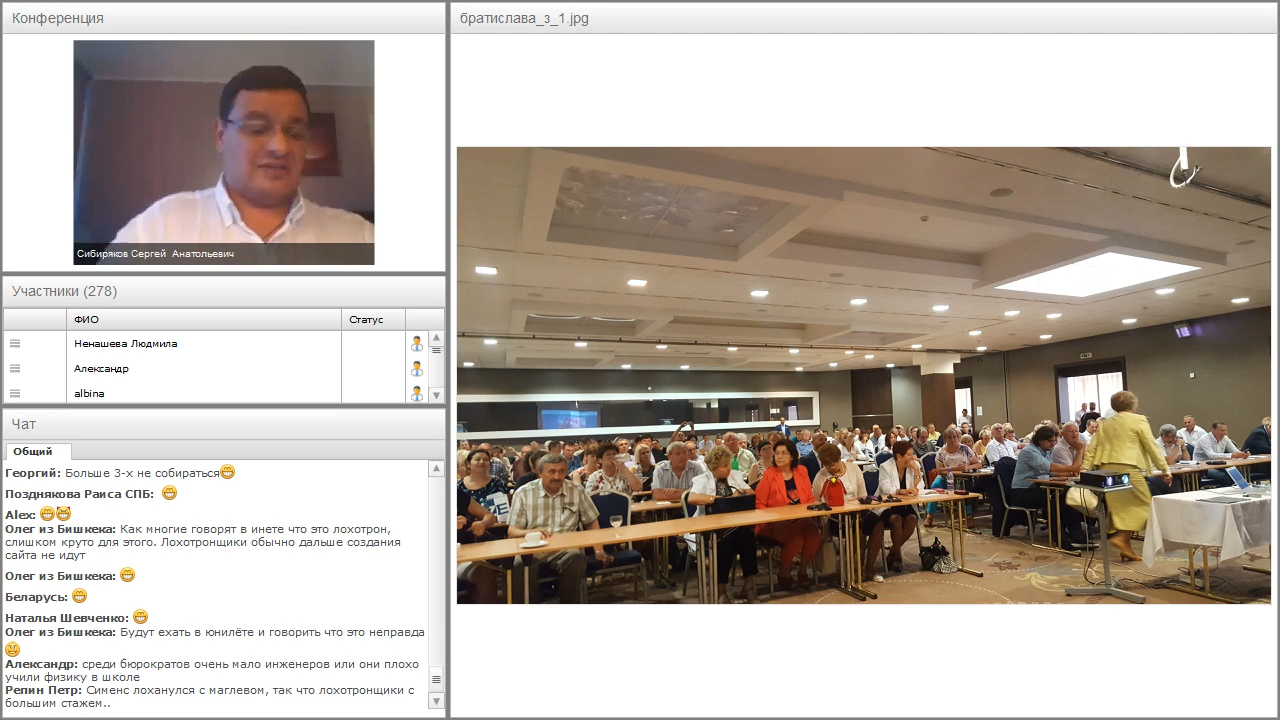 Конференция
Сибиряков Сергей Анатольевич
Участники (278)
ФИО Статус
Ненашева Людмила
Александр
albina
Чат
Общий
Георгий: Больше 3-х не собираться
Позднякова Раиса СПБ:
Alex:
Олег из Бишкека: Как многие говорят в инете что это лохотрон,
слишком круто для этого. Лохотронщики обычно дальше создания
сайта не идут
Олег из Бишкека:
Беларусь:
Наталья Шевченко:
Олег из Бишкека: Будут ехать в юнилёте и говорить что это неправда
Александр: среди бюрократов очень мало инженеров или они плохо
учили физику в школе
Репин Петр: Сименс лоханулся с маглевом, так что лохотронщики с
большим стажем..
братислава_з_1.jpg